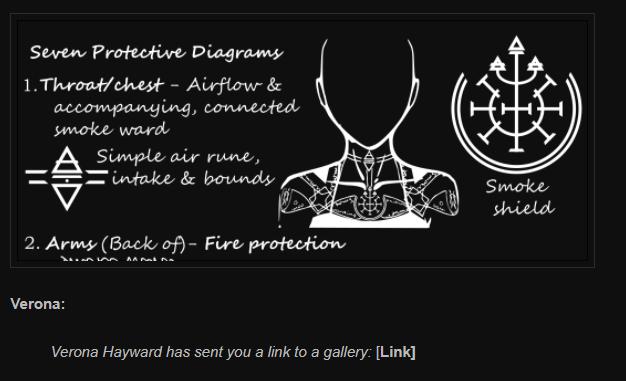 Seven Protective Diagrams
1. Throat/chest - Airflow &
accompanying, connected
smoke ward
Simple air rune,
intake & bounds
Smoke
shield
2. Arms (Back of)- Fire protection
Verona:
Verona Hayward has sent you a link to a gallery: [Link]